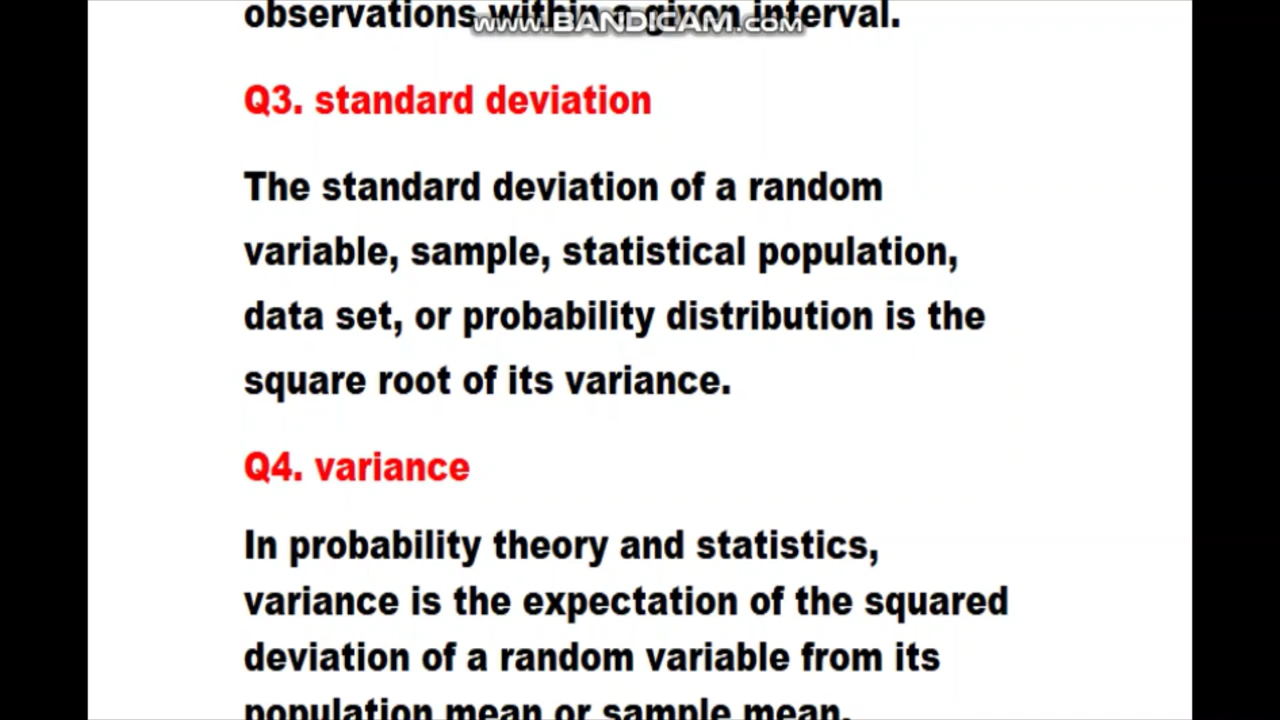 observations within a given interval.
www.BANDICAM.com
Q3. standard deviation
The standard deviation of a random
variable, sample, statistical population,
data set, or probability distribution is the
square root of its variance.
Q4. variance
In probability theory and statistics,
variance is the expectation of the squared
deviation of a random variable from its
population mean or sample mean.